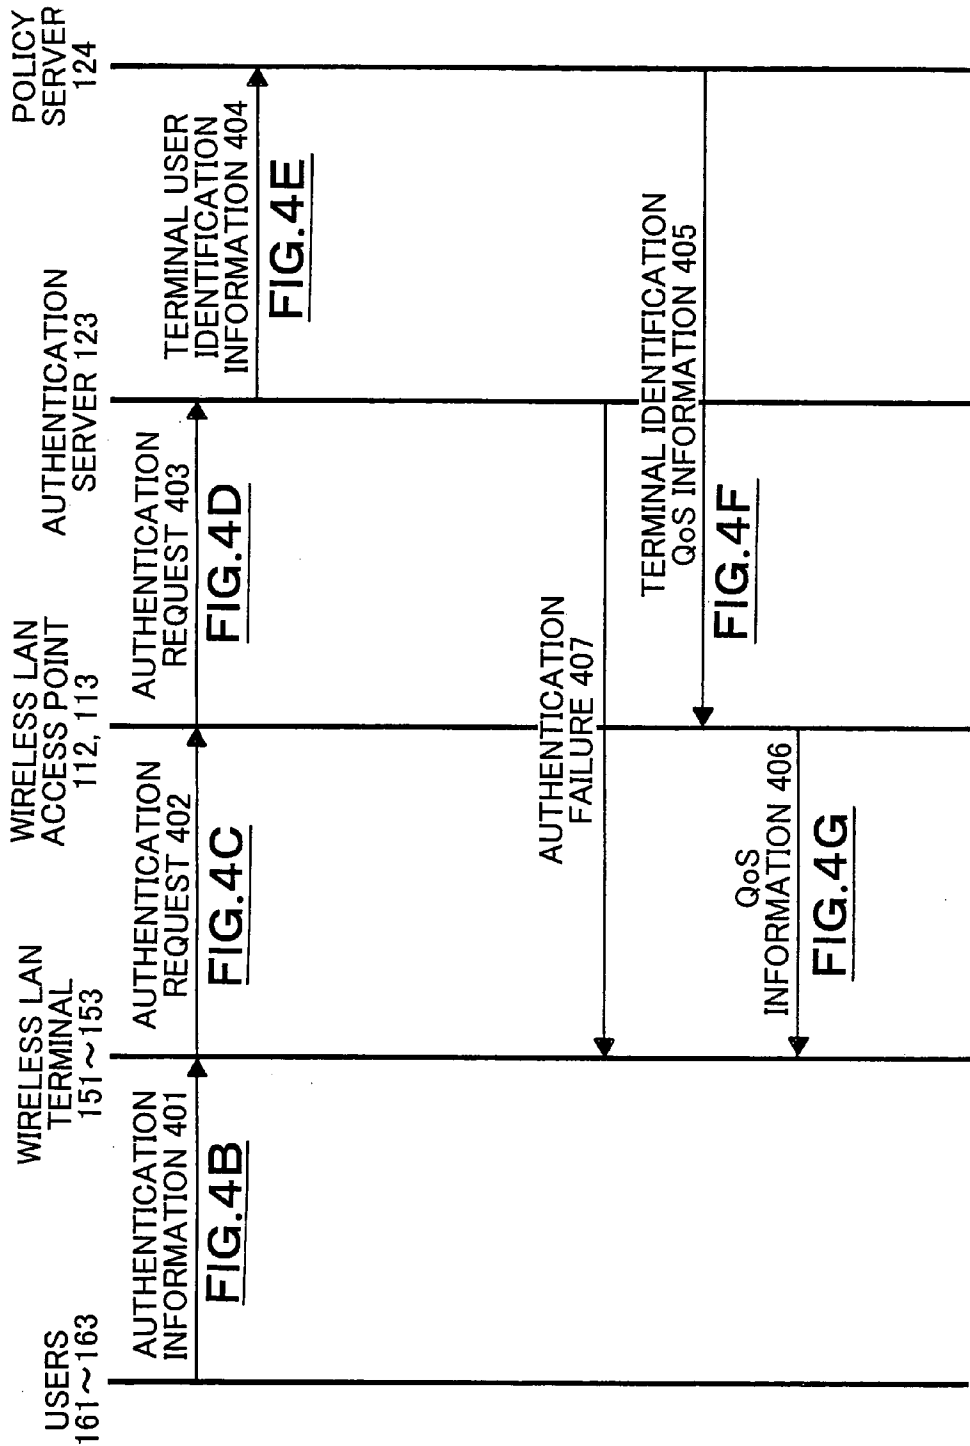 USERS
161~163
WIRELESS LAN
TERMINAL
151~153
WIRELESS LAN
ACCESS POINT
112, 113
AUTHENTICATION
SERVER 123
POLICY
SERVER
124
AUTHENTICATION
INFORMATION 401
FIG.4B
AUTHENTICATION
REQUEST 402
FIG.4C
AUTHENTICATION
REQUEST 403
FIG.4D
TERMINAL USER
IDENTIFICATION
INFORMATION 404
FIG.4E
AUTHENTICATION
FAILURE 407
TERMINAL IDENTIFICATION
QoS INFORMATION 405
FIG.4F
QoS
INFORMATION 406
FIG.4G